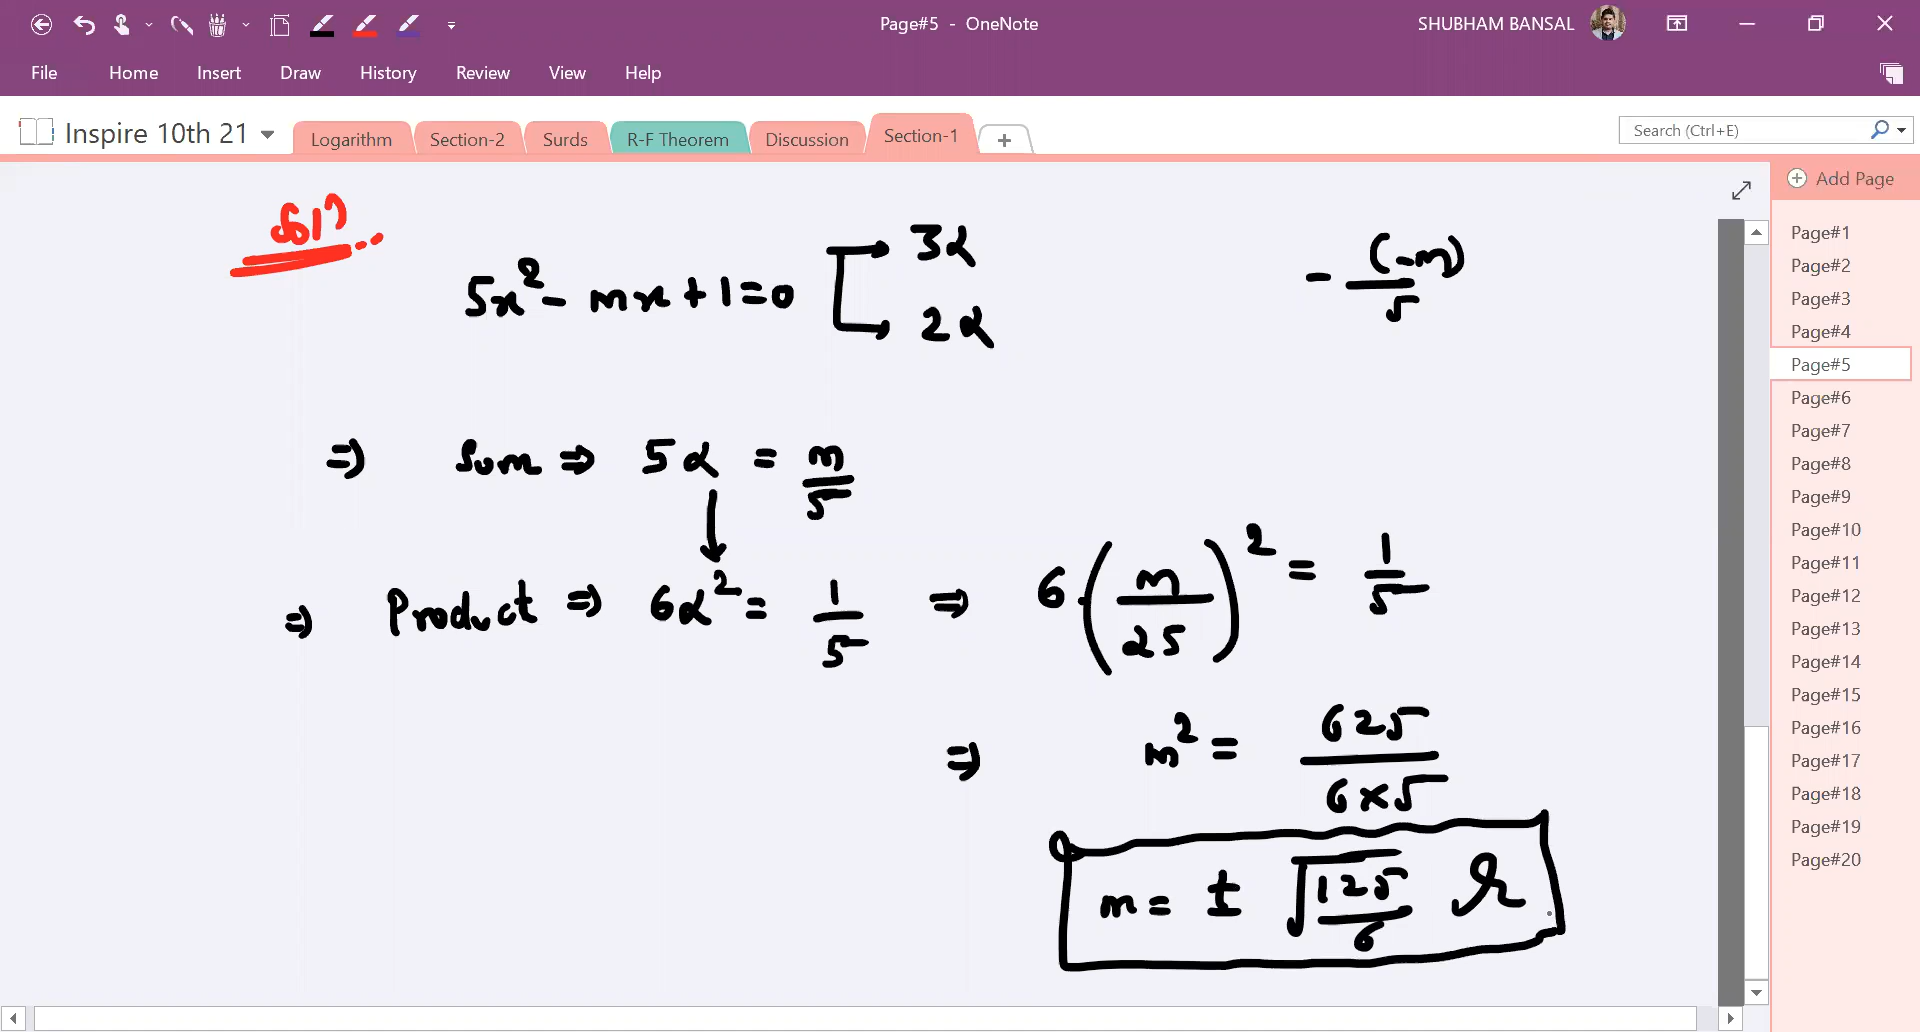 Page#5 - OneNote
SHUBHAM BANSAL
File Home Insert Draw History Review View Help
Inspire 10th 21
Logarithm Section-2 Surds R-F Theorem Discussion Section-1 +
Search (Ctrl+E)
Add Page
Page#1
Page#2
Page#3
Page#4
Page#5
Page#6
Page#7
Page#8
Page#9
Page#10
Page#11
Page#12
Page#13
Page#14
Page#15
Page#16
Page#17
Page#18
Page#19
Page#20
Sol?
5x² - mx + 1 = 0 → 3α
→ 2α
- (-m)/5
⇒ Sum ⇒ 5α = m/5
⇒ Product ⇒ 6α² = 1/5 ⇒ 6(m/25)² = 1/5
⇒ m² = 625/6×5
m = ± √125/6